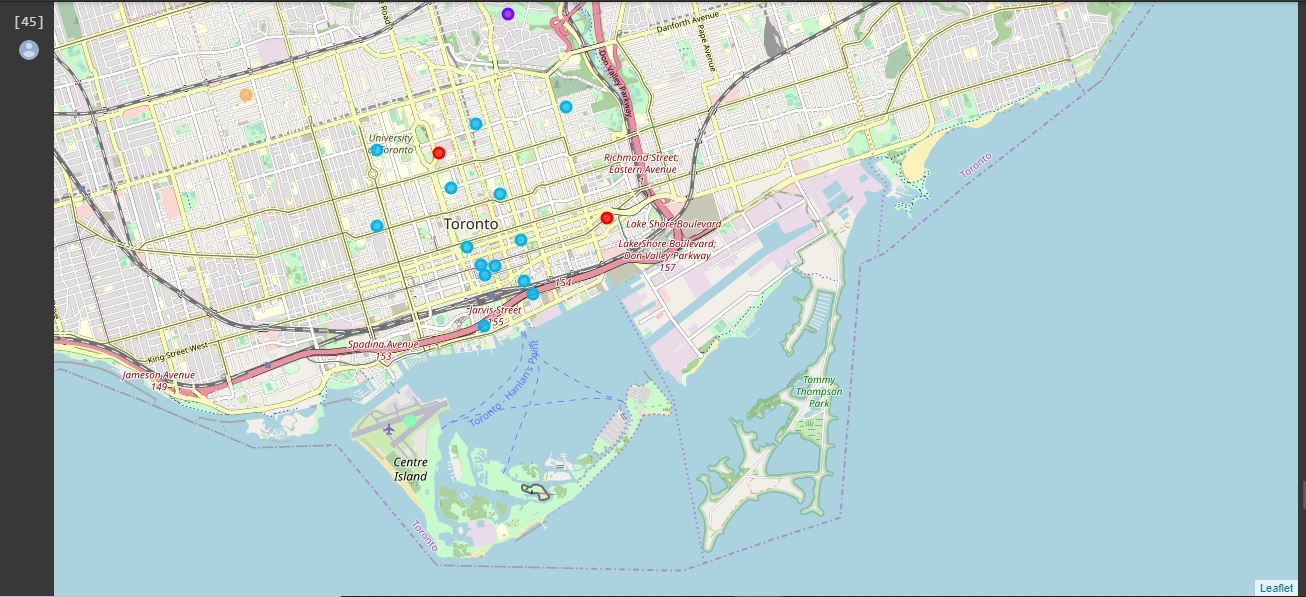 [45]
Road
Danforth Avenue
Pape Avenue
Don Valley Parkway
University
of Toronto
Richmond Street;
Eastern Avenue
Toronto
Toronto
Lake Shore Boulevard
Lake Shore Boulevard;
Don Valley Parkway
157
154
Jarvis Street
155
Spadina Avenue
153
King Street West
Jameson Avenue
149
Toronto - Hanlan's Point
Tommy
Thompson
Park
Centre
Island
Toronto
Leaflet